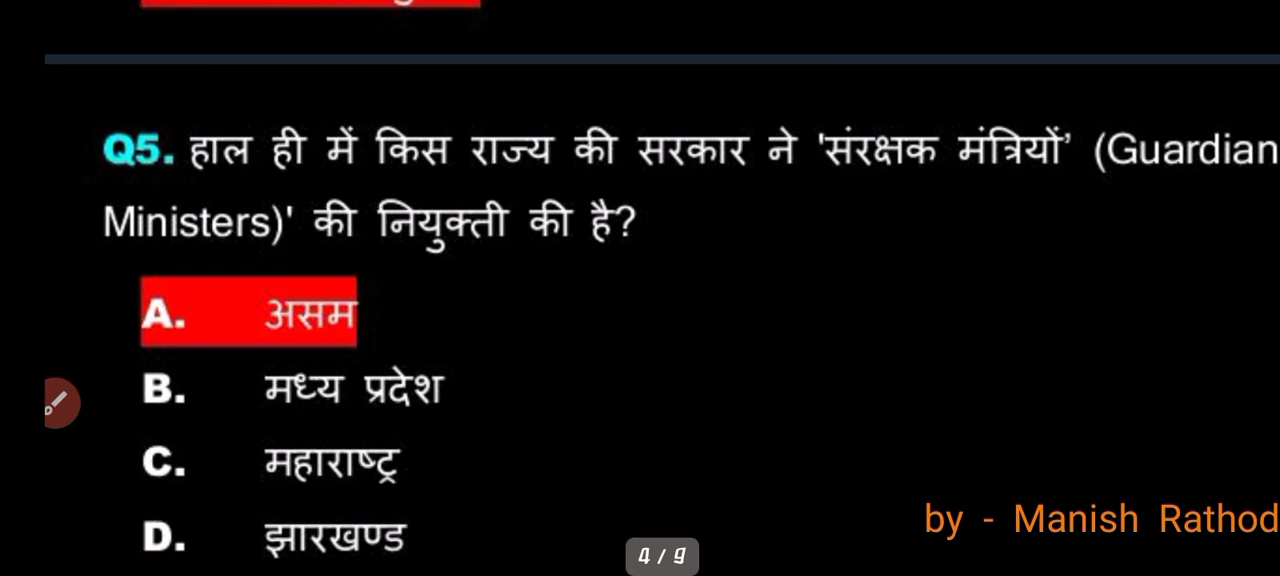 Q5. हाल ही में किस राज्य की सरकार ने 'संरक्षक मंत्रियों’ (Guardian
Ministers)' की नियुक्ती की है?
A. असम
B. मध्य प्रदेश
C. महाराष्ट्र
D. झारखण्ड
by - Manish Rathod
4 / 9